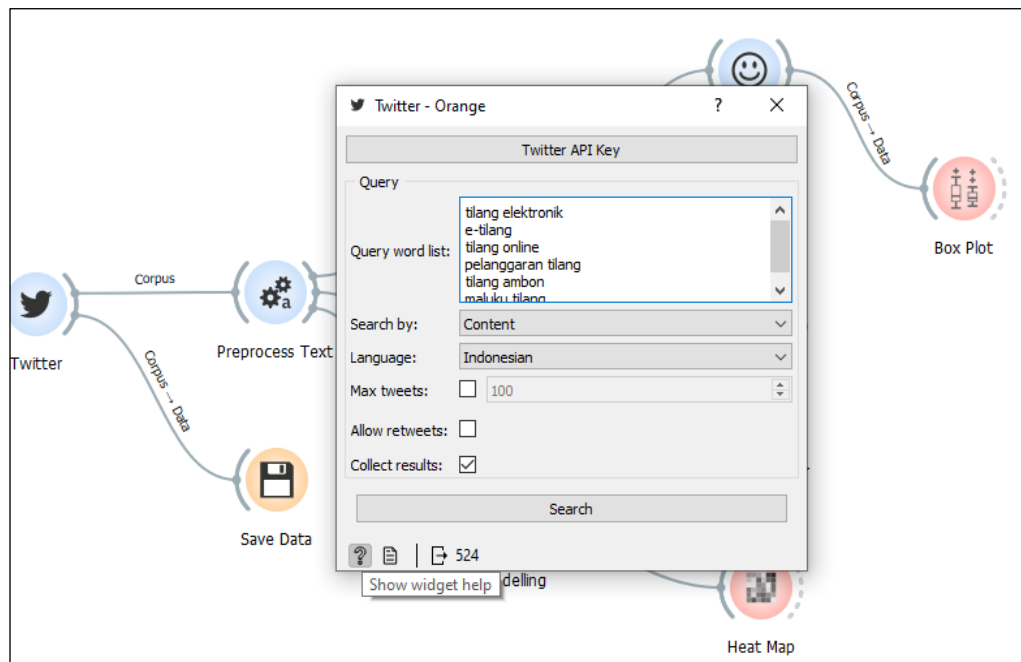 Twitter - Orange
?
Twitter API Key
Query
Query word list:
tilang elektronik
e-tilang
tilang online
pelanggaran tilang
tilang ambon
maluku tilang
Search by:
Content
Language:
Indonesian
Max tweets:
100
Allow retweets:
Collect results:
Search
524
Show widget help
delling
Twitter
Corpus
Preprocess Text
Corpus → Data
Save Data
Corpus → Data
Box Plot
Heat Map